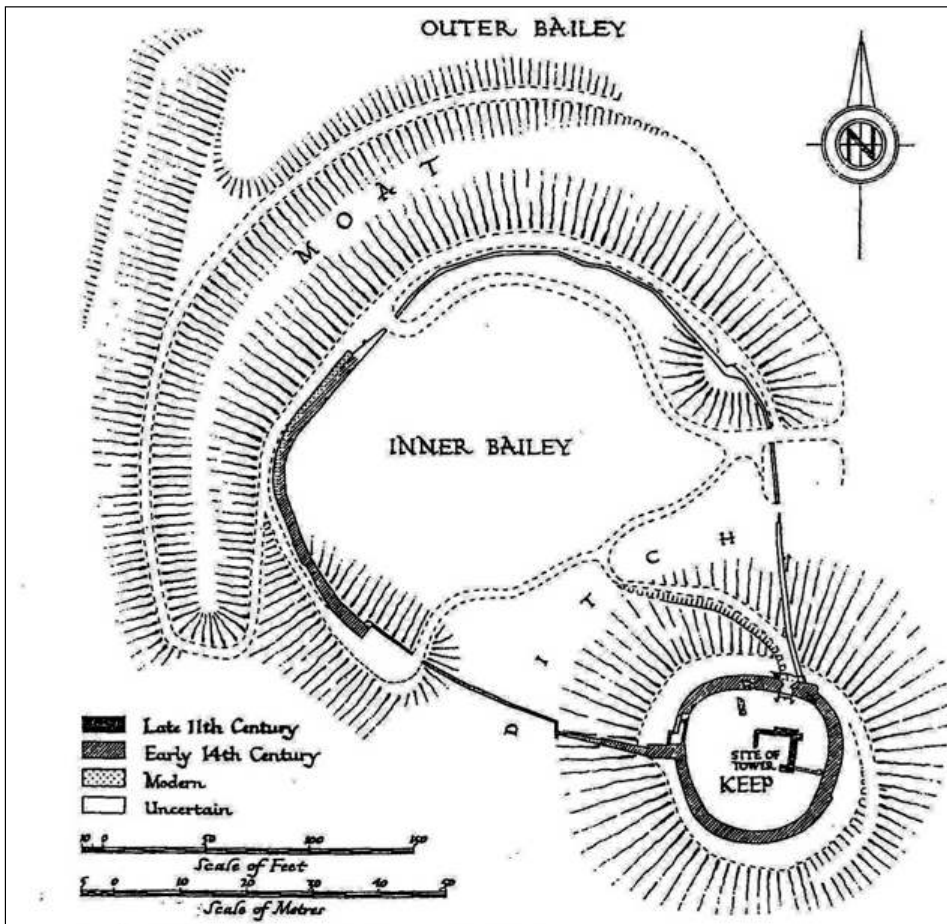 OUTER BAILEY
N
MOAT
INNER BAILEY
DITCH
SITE OF
TOWER
KEEP
Late 11th Century
Early 14th Century
Modern
Uncertain
10 0 50 100 150
Scale of Feet
5 0 10 20 30 40 50
Scale of Metres